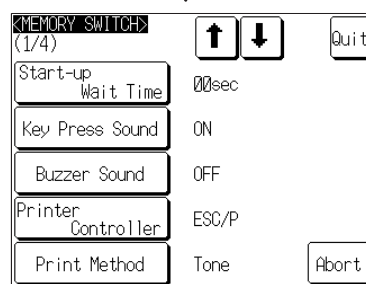 <MEMORY SWITCH>
(1/4)
Quit
Start-up
Wait Time
00sec
Key Press Sound
ON
Buzzer Sound
OFF
Printer
Controller
ESC/P
Print Method
Tone
Abort